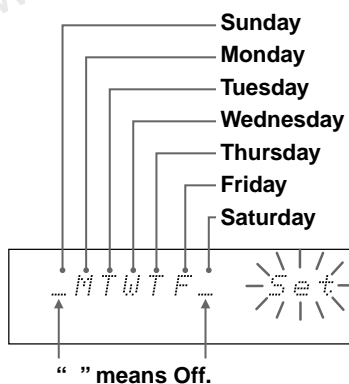 Sunday
Monday
Tuesday
Wednesday
Thursday
Friday
Saturday
_MTWTF_ Set
“ ” means Off.